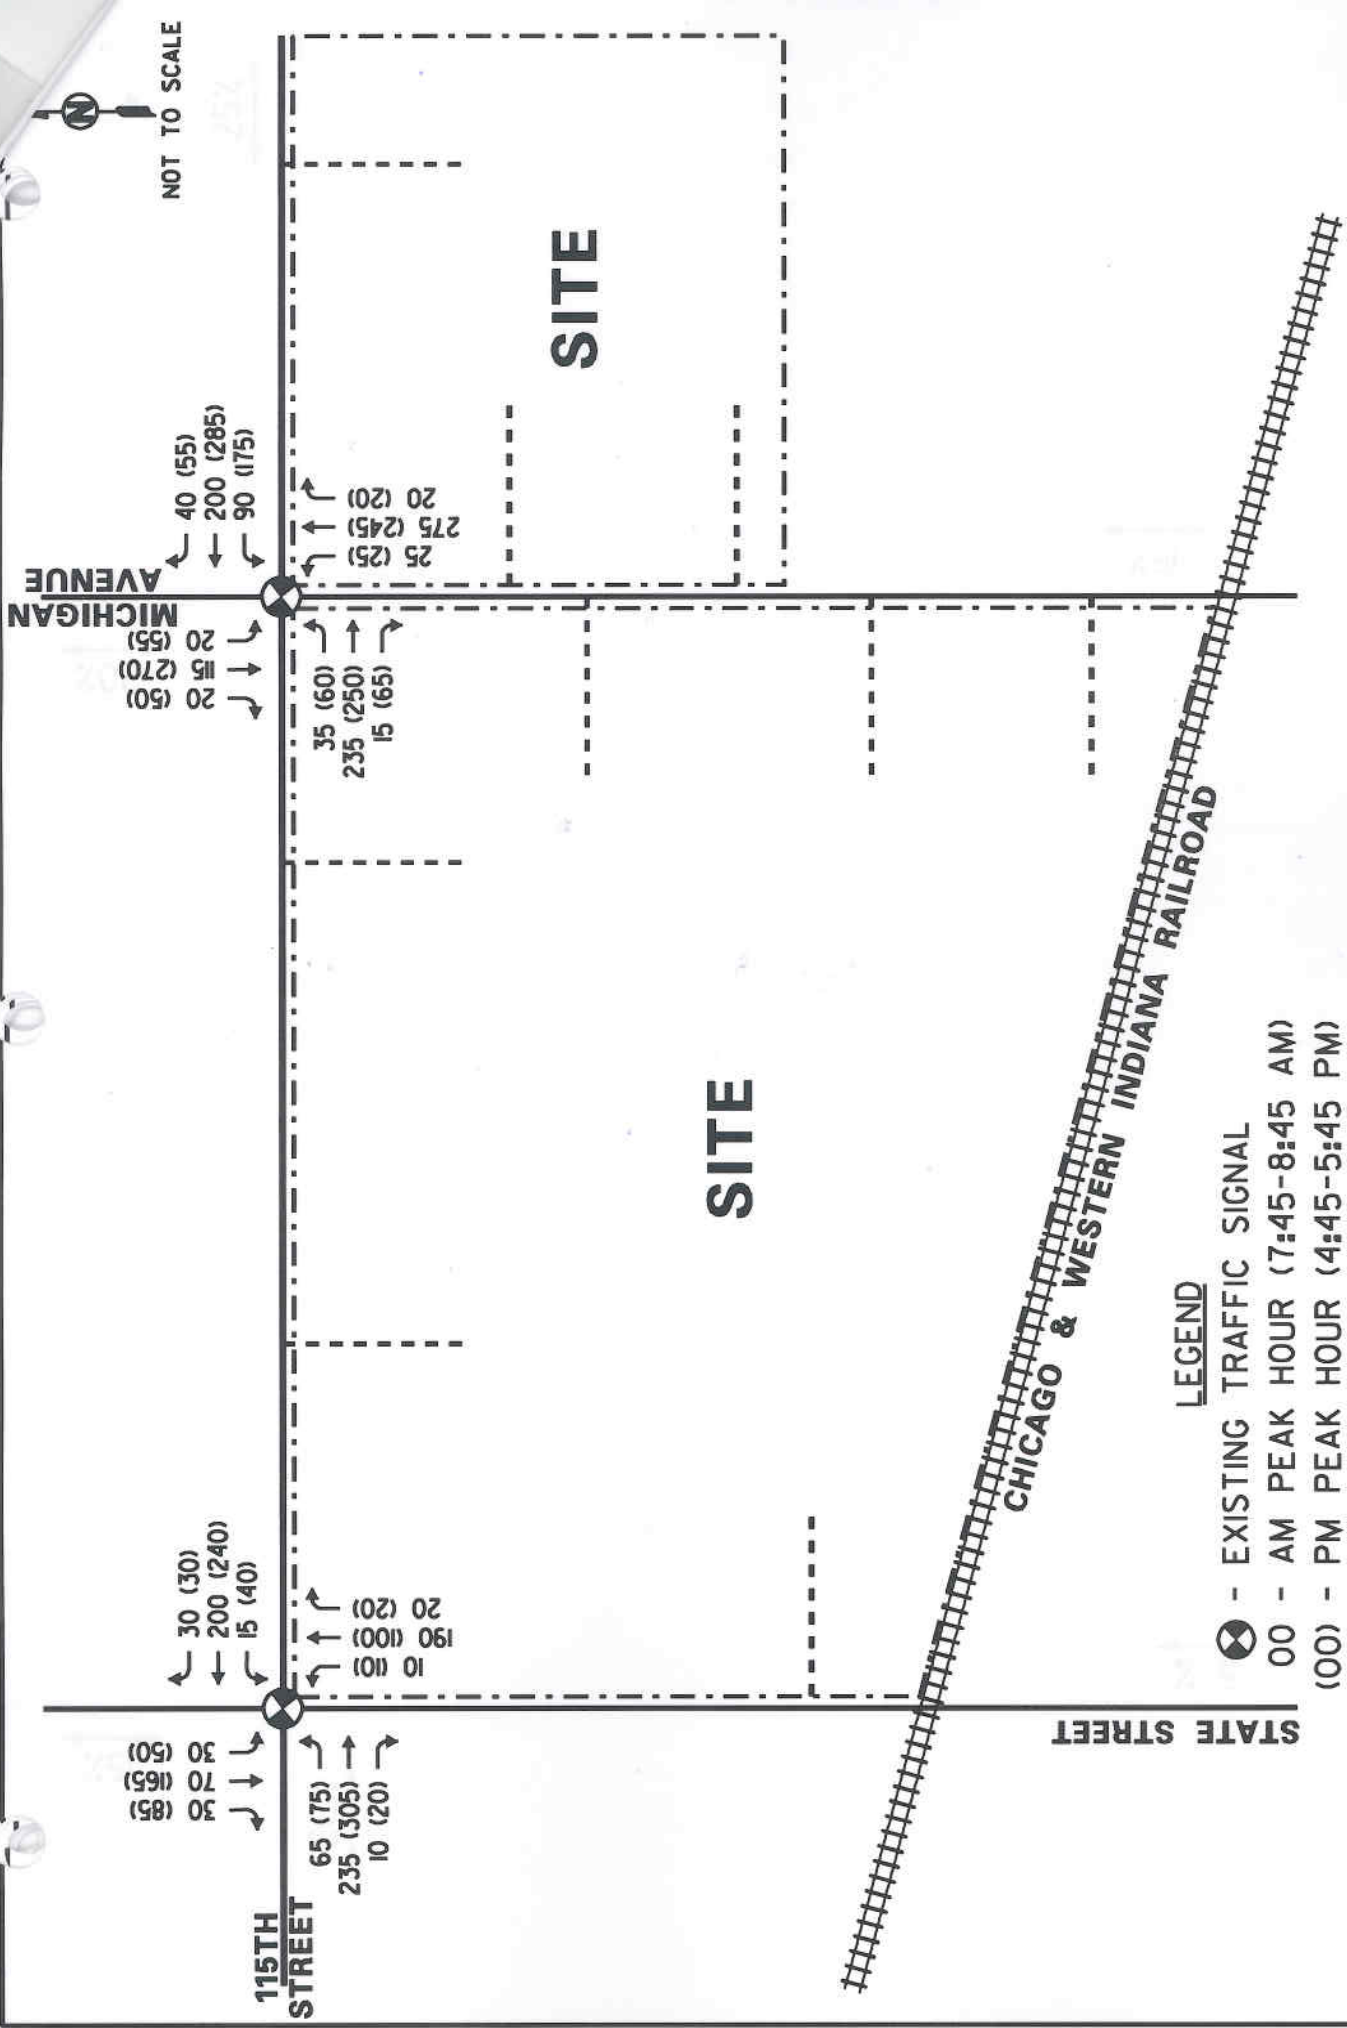 NOT TO SCALE
N
MICHIGAN
AVENUE
20 (50)
115 (270)
20 (55)
40 (55)
200 (285)
90 (175)
35 (60)
235 (250)
15 (65)
25 (25)
275 (245)
20 (20)
SITE
30 (85)
70 (165)
30 (50)
30 (30)
200 (240)
15 (40)
115TH
STREET
65 (75)
235 (305)
10 (20)
10 (10)
190 (100)
20 (20)
SITE
STATE STREET
CHICAGO & WESTERN INDIANA RAILROAD
LEGEND
- EXISTING TRAFFIC SIGNAL
00 - AM PEAK HOUR (7:45-8:45 AM)
(00) - PM PEAK HOUR (4:45-5:45 PM)